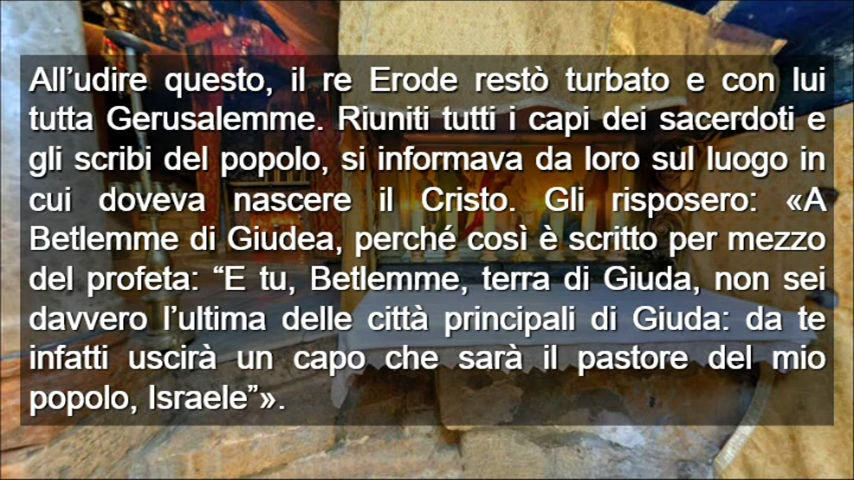 All’udire questo, il re Erode restò turbato e con lui
tutta Gerusalemme. Riuniti tutti i capi dei sacerdoti e
gli scribi del popolo, si informava da loro sul luogo in
cui doveva nascere il Cristo. Gli risposero: «A
Betlemme di Giudea, perché così è scritto per mezzo
del profeta: “E tu, Betlemme, terra di Giuda, non sei
davvero l’ultima delle città principali di Giuda: da te
infatti uscirà un capo che sarà il pastore del mio
popolo, Israele”».